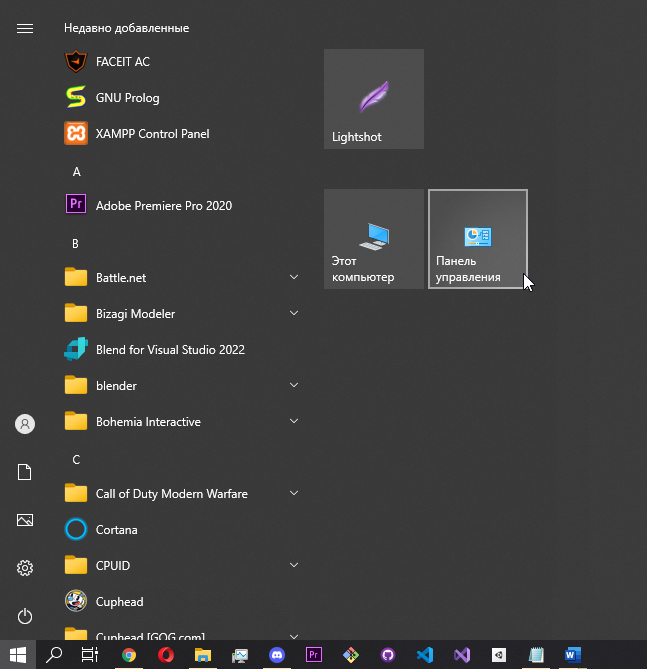 Недавно добавленные
FACEIT AC
GNU Prolog
XAMPP Control Panel
A
Pr
Adobe Premiere Pro 2020
B
Battle.net
Bizagi Modeler
Blend for Visual Studio 2022
blender
Bohemia Interactive
C
Call of Duty Modern Warfare
Cortana
CPUID
Cuphead
Cuphead [GOG.com]
Lightshot
Этот
компьютер
Панель
управления
Pr
W